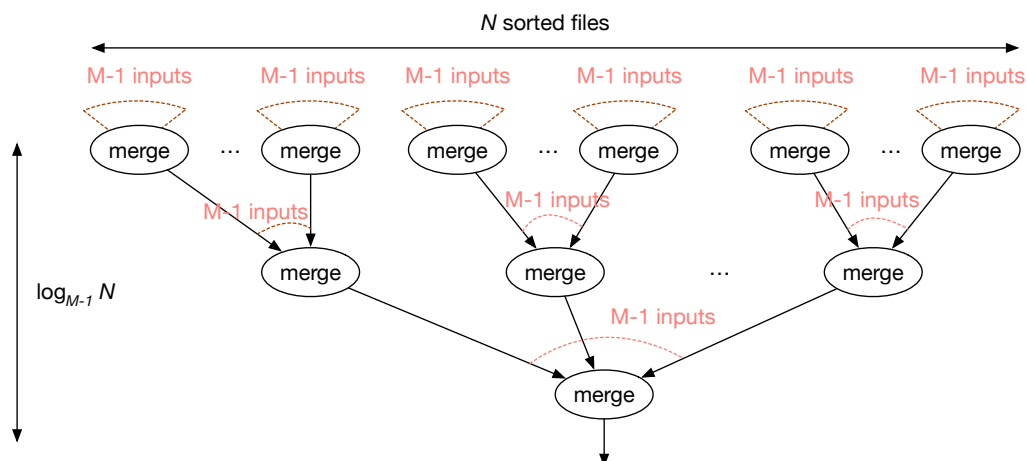 N sorted files
M-1 inputs M-1 inputs M-1 inputs M-1 inputs M-1 inputs M-1 inputs
merge ... merge merge ... merge merge ... merge
M-1 inputs M-1 inputs M-1 inputs
merge merge ... merge
log_{M-1} N
M-1 inputs
merge